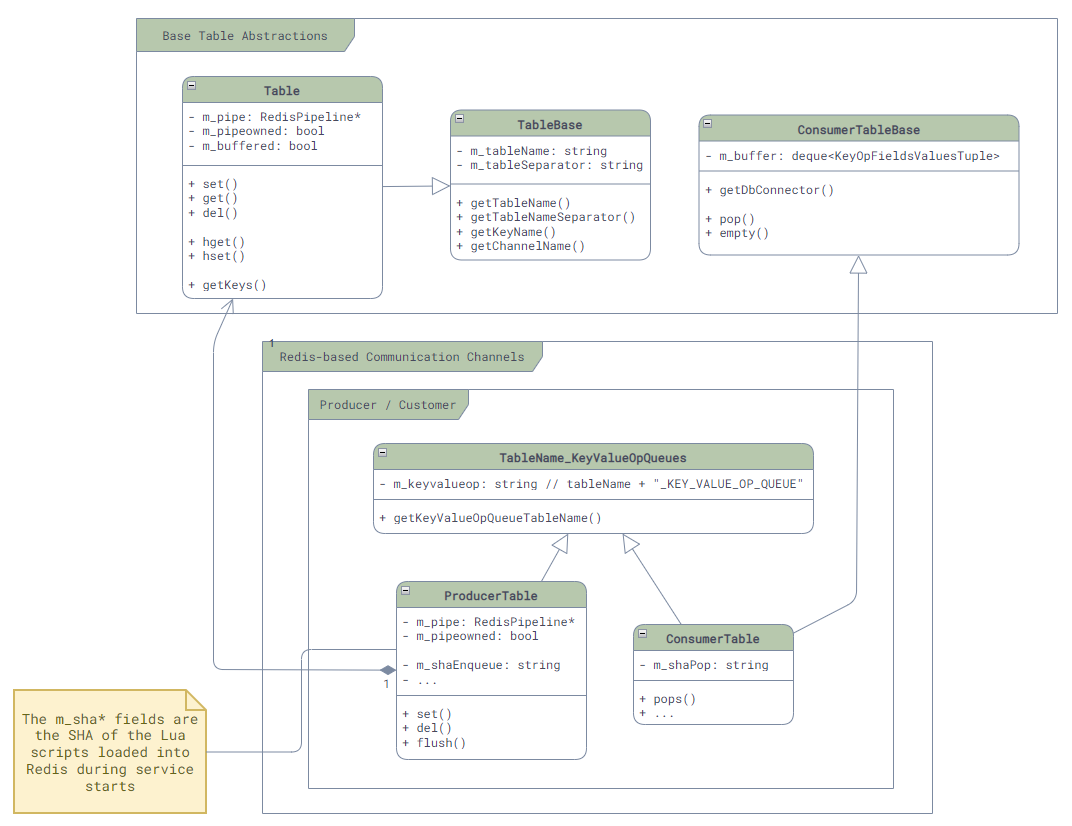 Base Table Abstractions
Table
- m_pipe: RedisPipeline*
- m_pipeowned: bool
- m_buffered: bool
+ set()
+ get()
+ del()
+ hget()
+ hset()
+ getKeys()
TableBase
- m_tableName: string
- m_tableSeparator: string
+ getTableName()
+ getTableNameSeparator()
+ getKeyName()
+ getChannelName()
ConsumerTableBase
- m_buffer: deque<KeyOpFieldsValuesTuple>
+ getDbConnector()
+ pop()
+ empty()
1
Redis-based Communication Channels
Producer / Customer
TableName_KeyValueOpQueues
- m_keyvalueop: string // tableName + "_KEY_VALUE_OP_QUEUE"
+ getKeyValueOpQueueTableName()
ProducerTable
- m_pipe: RedisPipeline*
- m_pipeowned: bool
- m_shaEnqueue: string
- ...
+ set()
+ del()
+ flush()
1
ConsumerTable
- m_shaPop: string
+ pops()
+ ...
The m_sha* fields are
the SHA of the Lua
scripts loaded into
Redis during service
starts